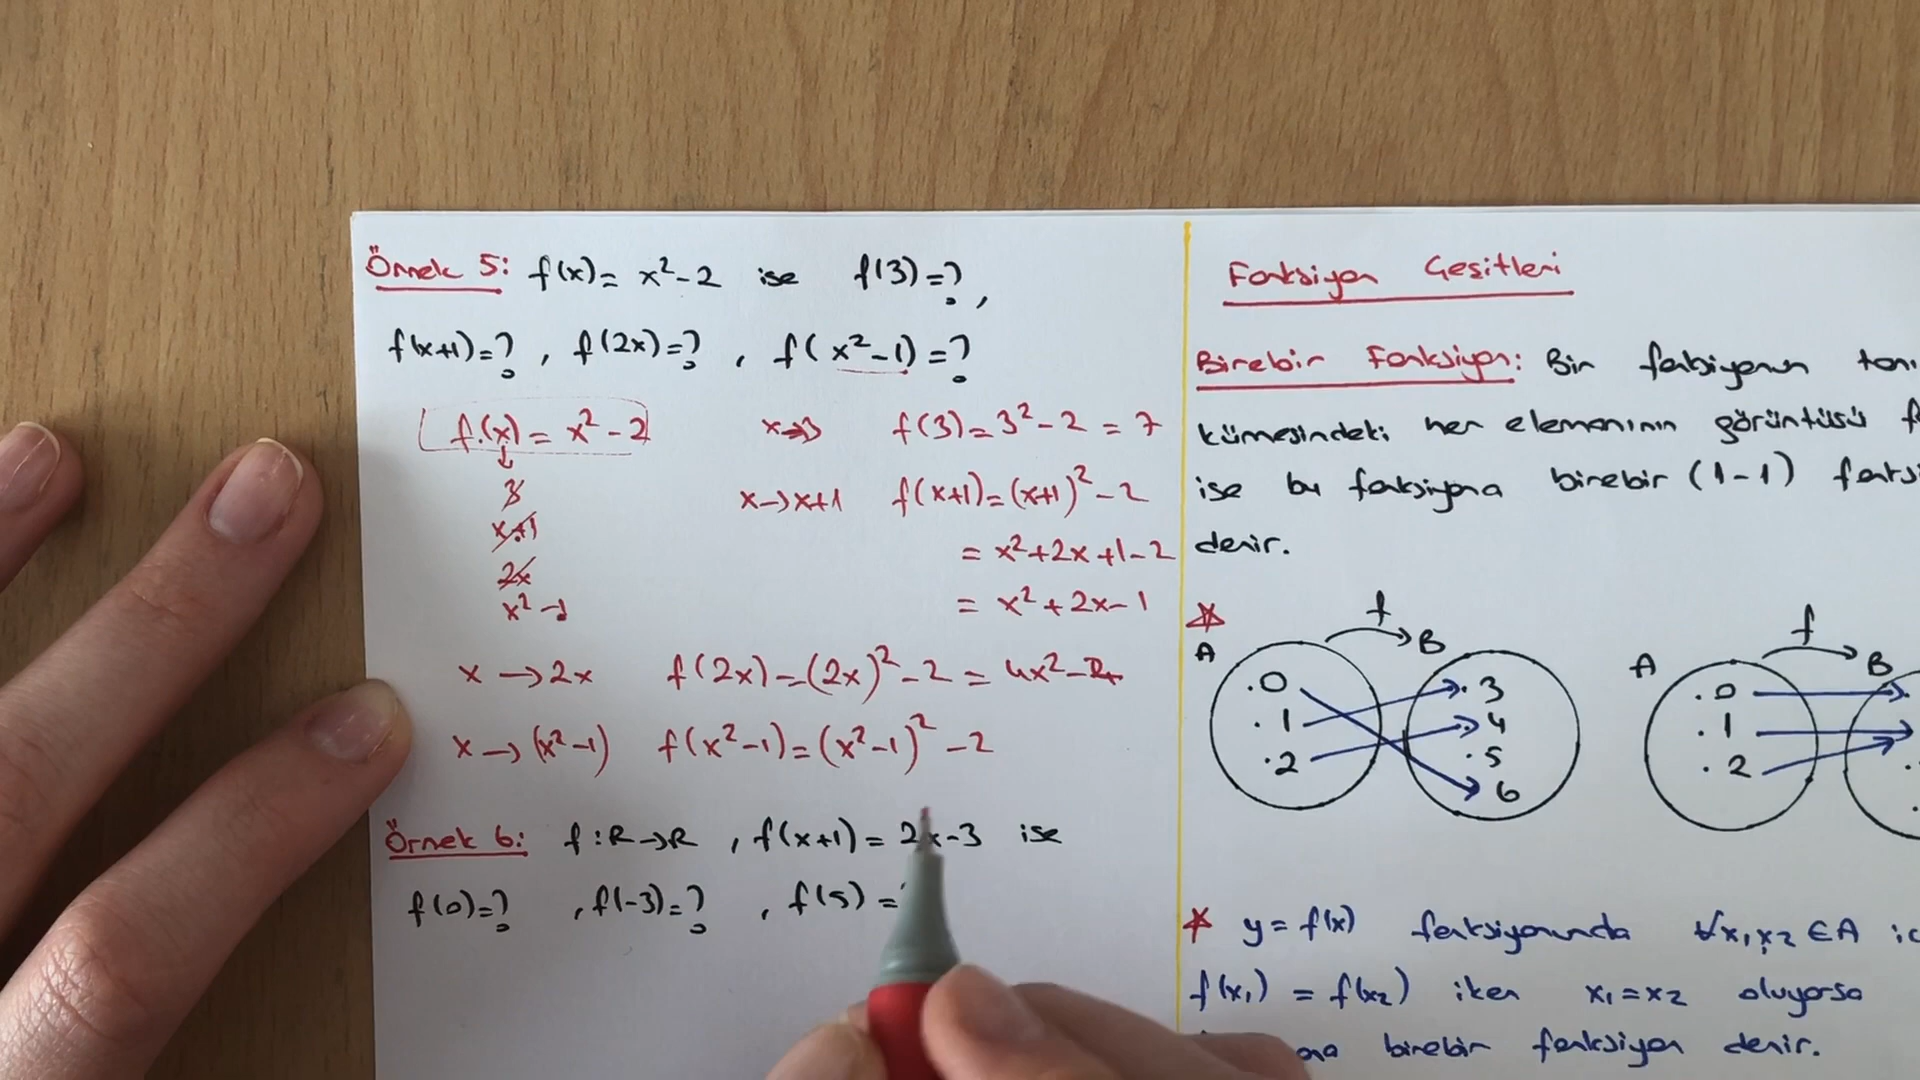 Örnek 5: f(x) = x² - 2 ise f(3) = ?,
f(x+1) = ? , f(2x) = ? , f(x² - 1) = ?
f(x) = x² - 2
3
x+1
2x
x² - 1
x → 3 f(3) = 3² - 2 = 7
x → x+1 f(x+1) = (x+1)² - 2
= x² + 2x + 1 - 2
= x² + 2x - 1
x → 2x f(2x) = (2x)² - 2 = 4x² - 2
x → (x² - 1) f(x² - 1) = (x² - 1)² - 2
Örnek 6: f : R → R , f(x+1) = 2x - 3 ise
f(0) = ? , f(-3) = ? , f(5) =
Fonksiyon Çeşitleri
Birebir Fonksiyon: Bir fonksiyonun
kümesindeki her elemanının görüntüsü
ise bu fonksiyona birebir (1-1)
denir.
f
A B
.0 .3
.1 .4
.2 .5
6
f
A B
.0
.1
.2
* y = f(x) fonksiyonunda ∀x₁, x₂ ∈ A
f(x₁) = f(x₂) iken x₁ = x₂ oluyorsa
birebir fonksiyon denir.